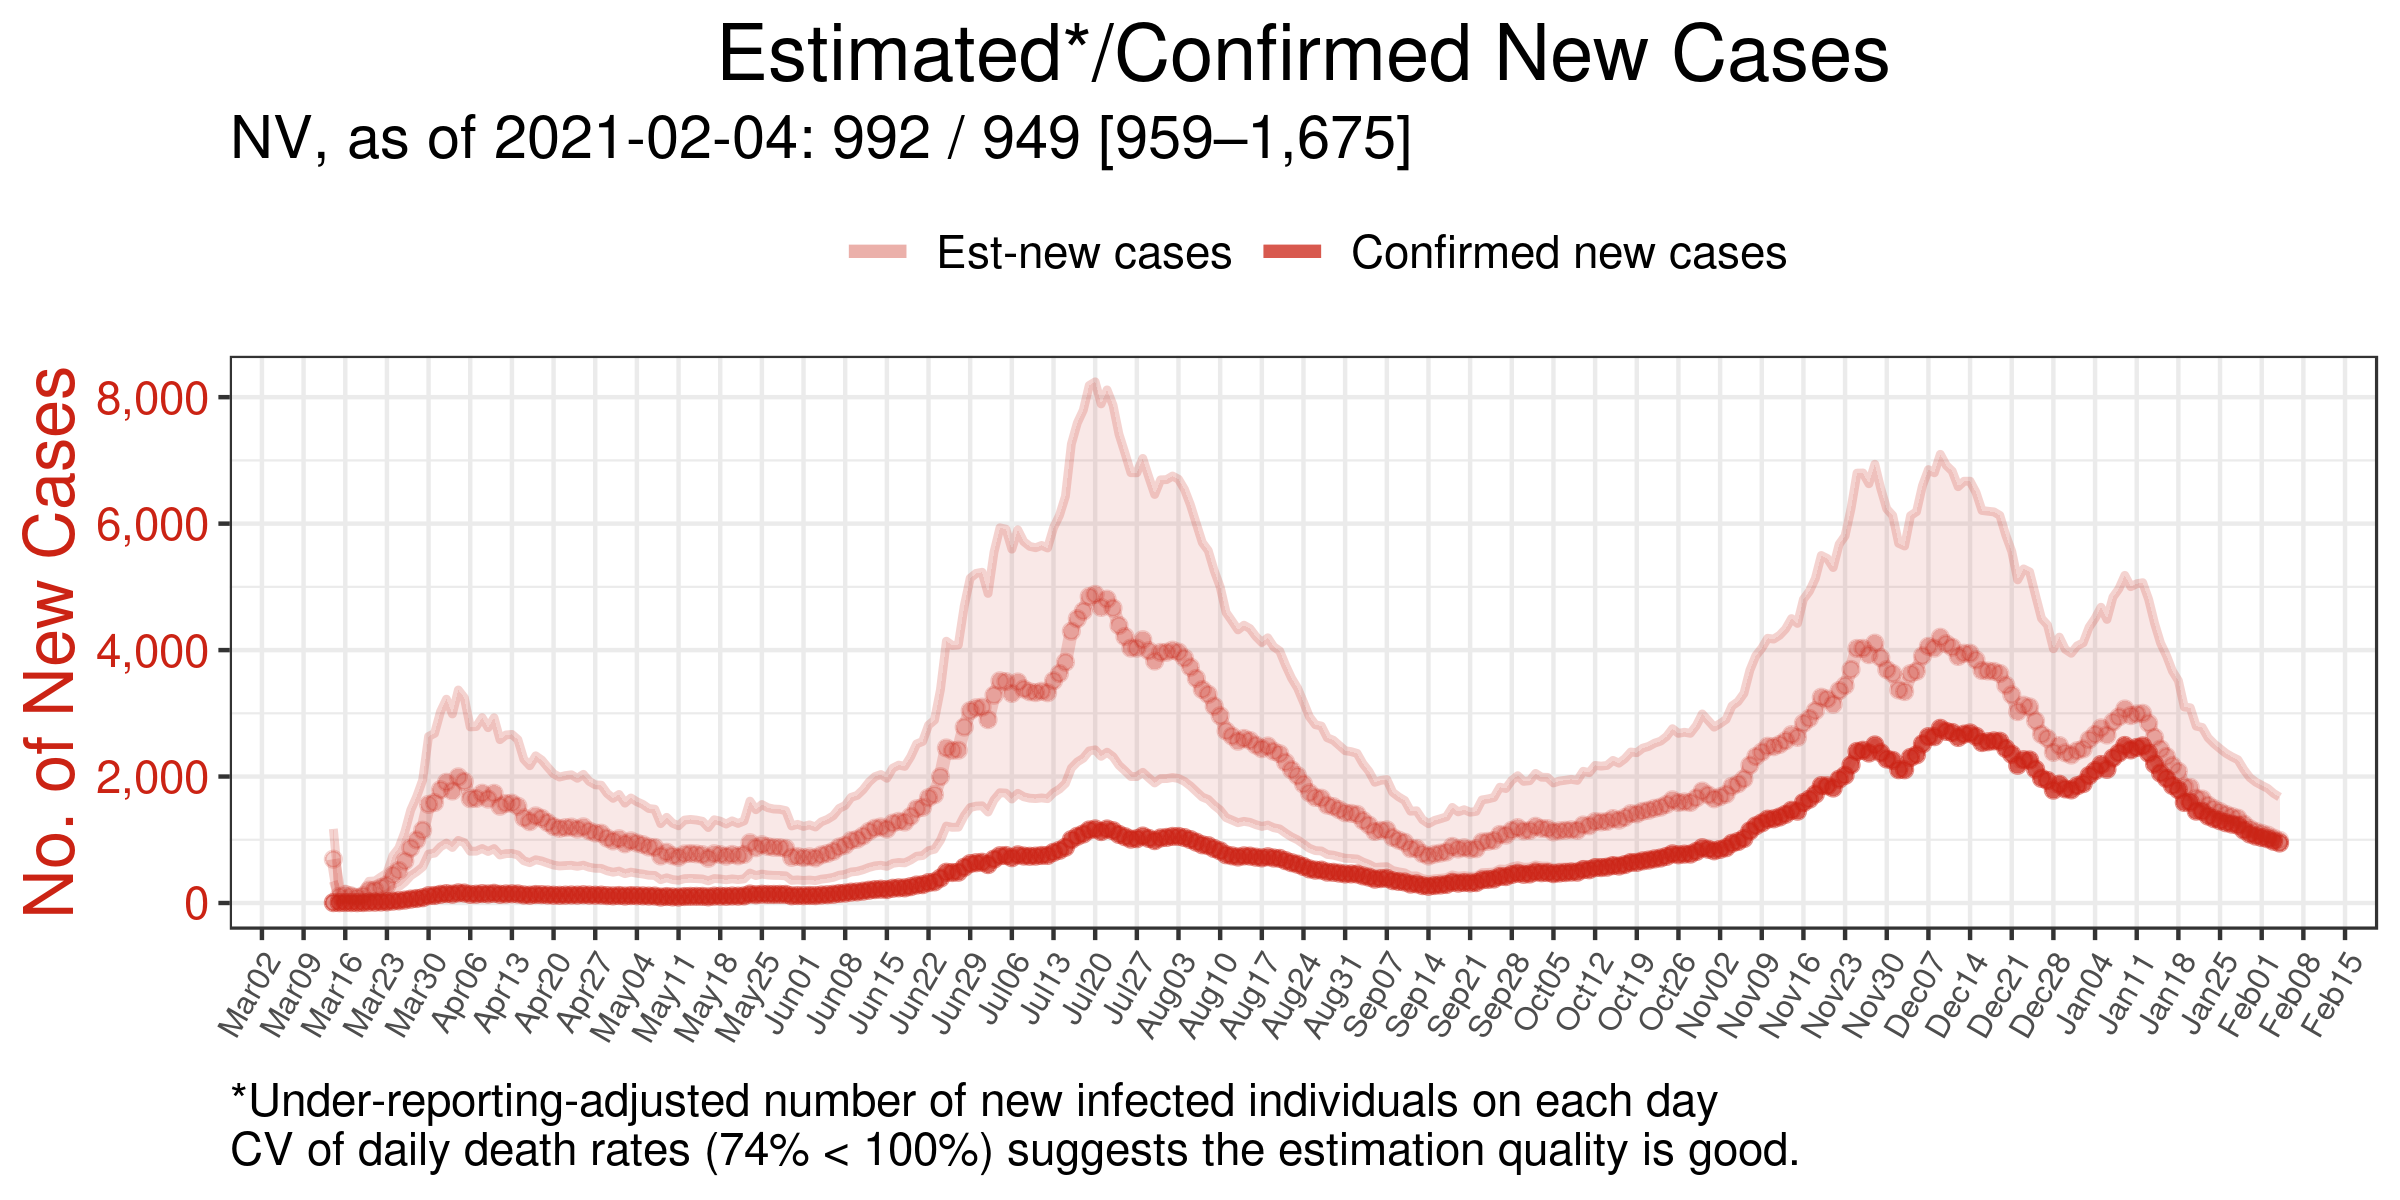 Estimated*/Confirmed New Cases
NV, as of 2021-02-04: 992 / 949 [959–1,675]
Est-new cases
Confirmed new cases
No. of New Cases
8,000
6,000
4,000
2,000
0
Mar02 Mar09 Mar16 Mar23 Mar30 Apr06 Apr13 Apr20 Apr27 May04 May11 May18 May25 Jun01 Jun08 Jun15 Jun22 Jun29 Jul06 Jul13 Jul20 Jul27 Aug03 Aug10 Aug17 Aug24 Aug31 Sep07 Sep14 Sep21 Sep28 Oct05 Oct12 Oct19 Oct26 Nov02 Nov09 Nov16 Nov23 Nov30 Dec07 Dec14 Dec21 Dec28 Jan04 Jan11 Jan18 Jan25 Feb01 Feb08 Feb15
*Under-reporting-adjusted number of new infected individuals on each day
CV of daily death rates (74% < 100%) suggests the estimation quality is good.